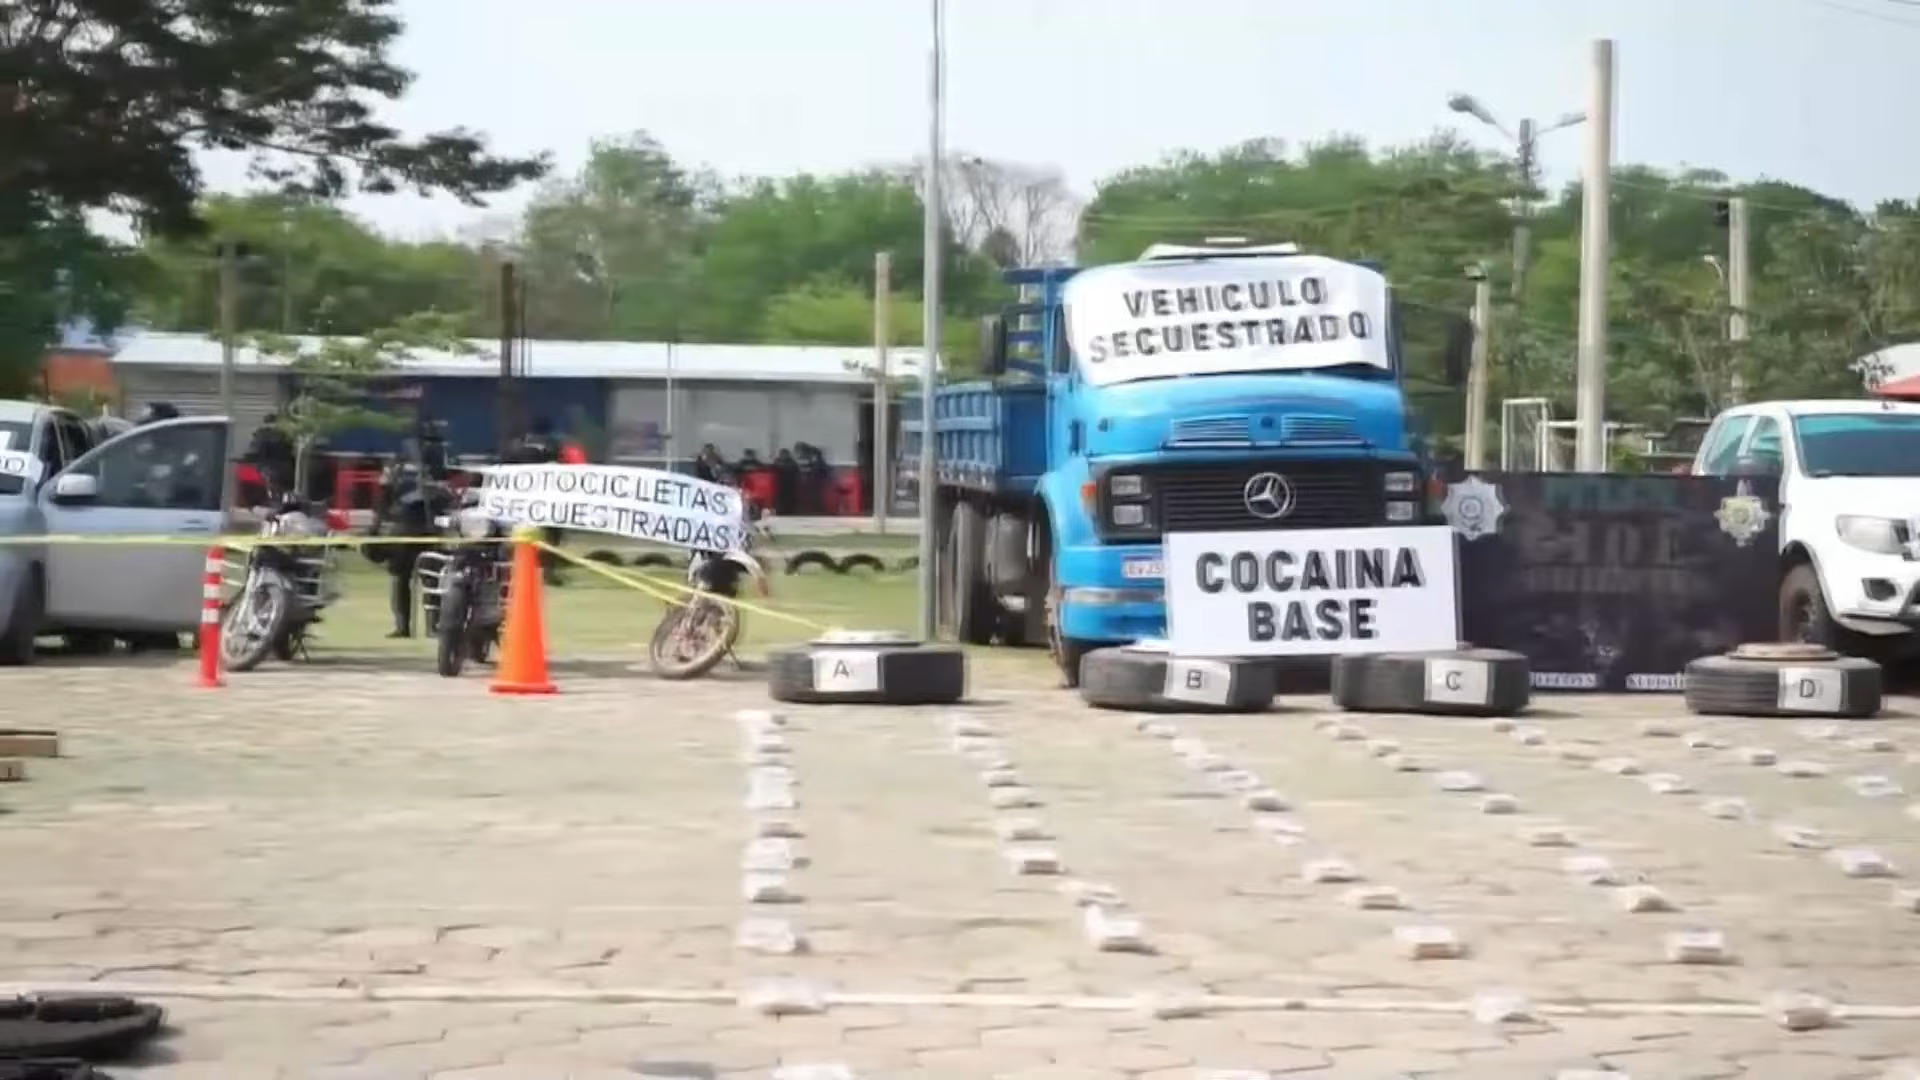 VEHICULO
SECUESTRADO
MOTOCICLETAS
SECUESTRADAS
COCAINA
BASE
A
B
C
D